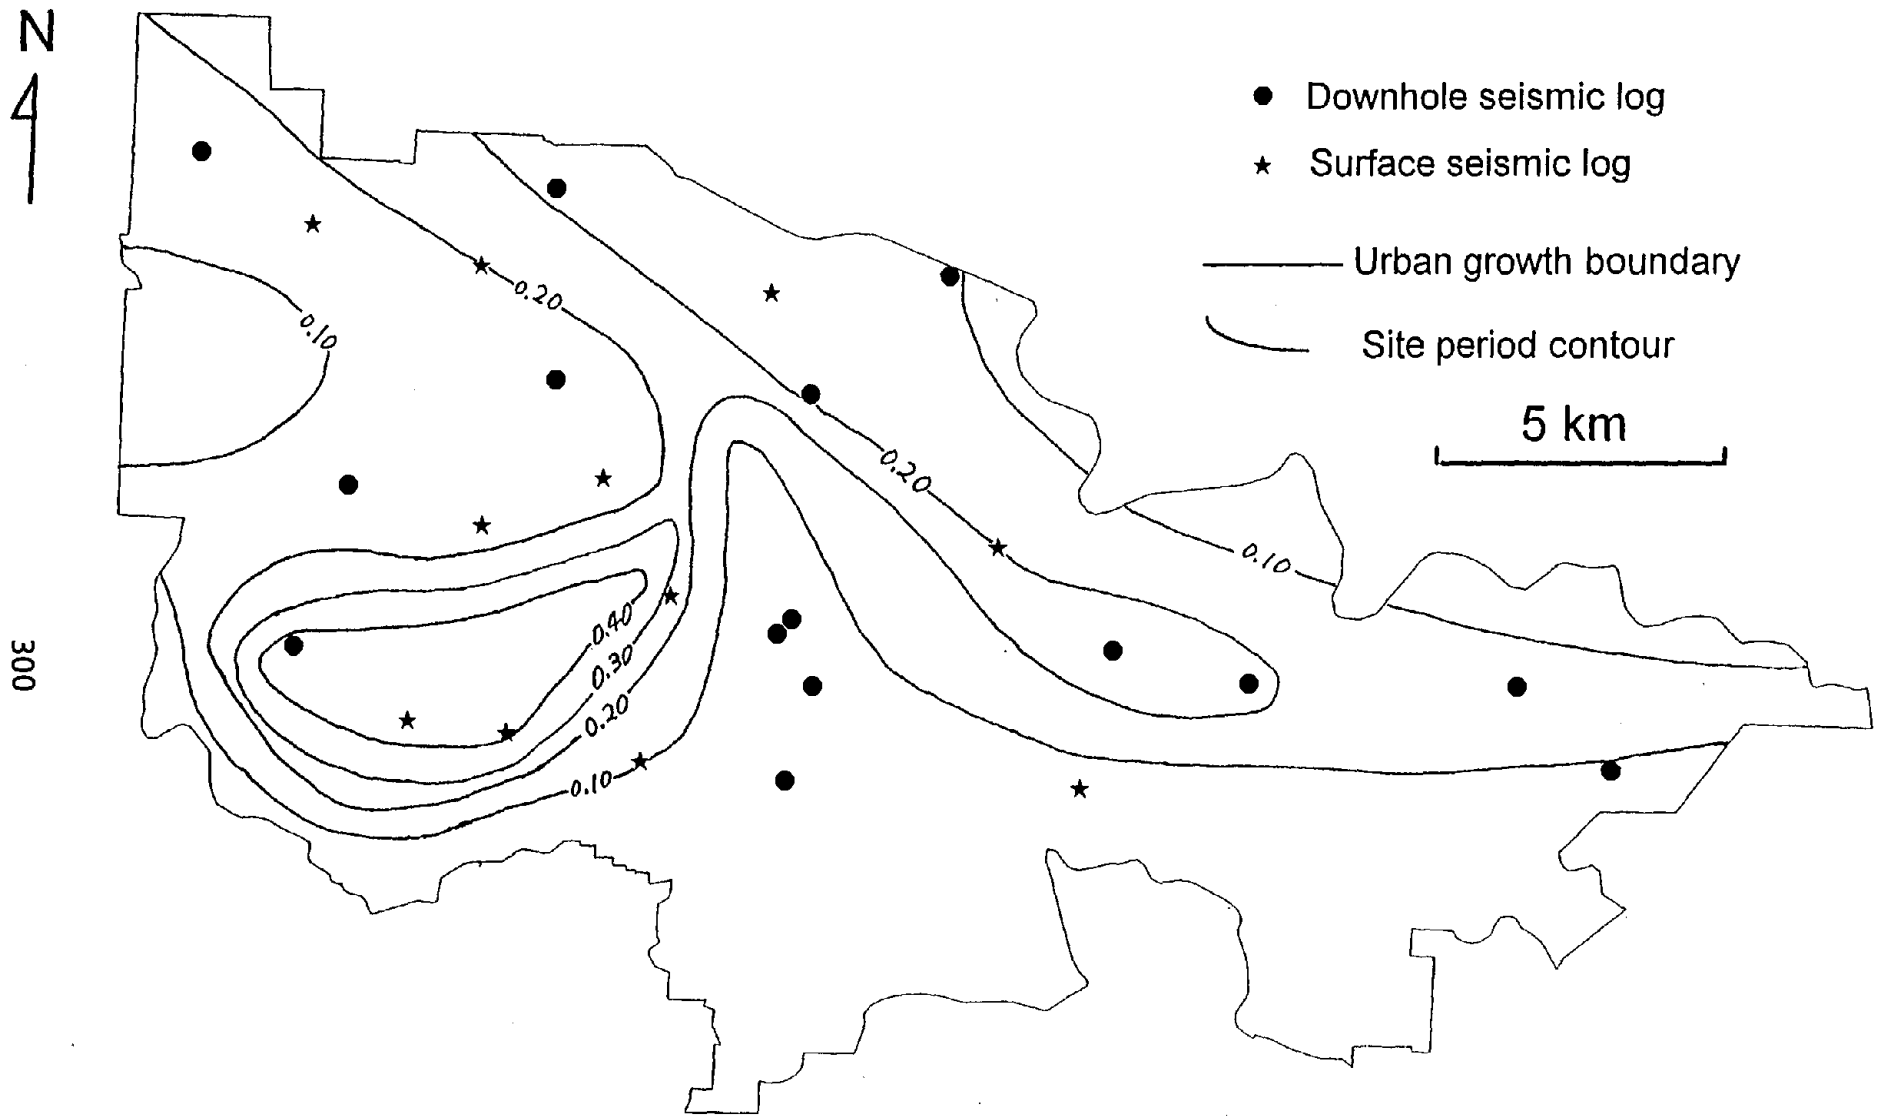 N
Downhole seismic log
Surface seismic log
Urban growth boundary
Site period contour
5 km
0.20
0.10
0.20
0.10
0.40
0.30
0.20
0.10
300